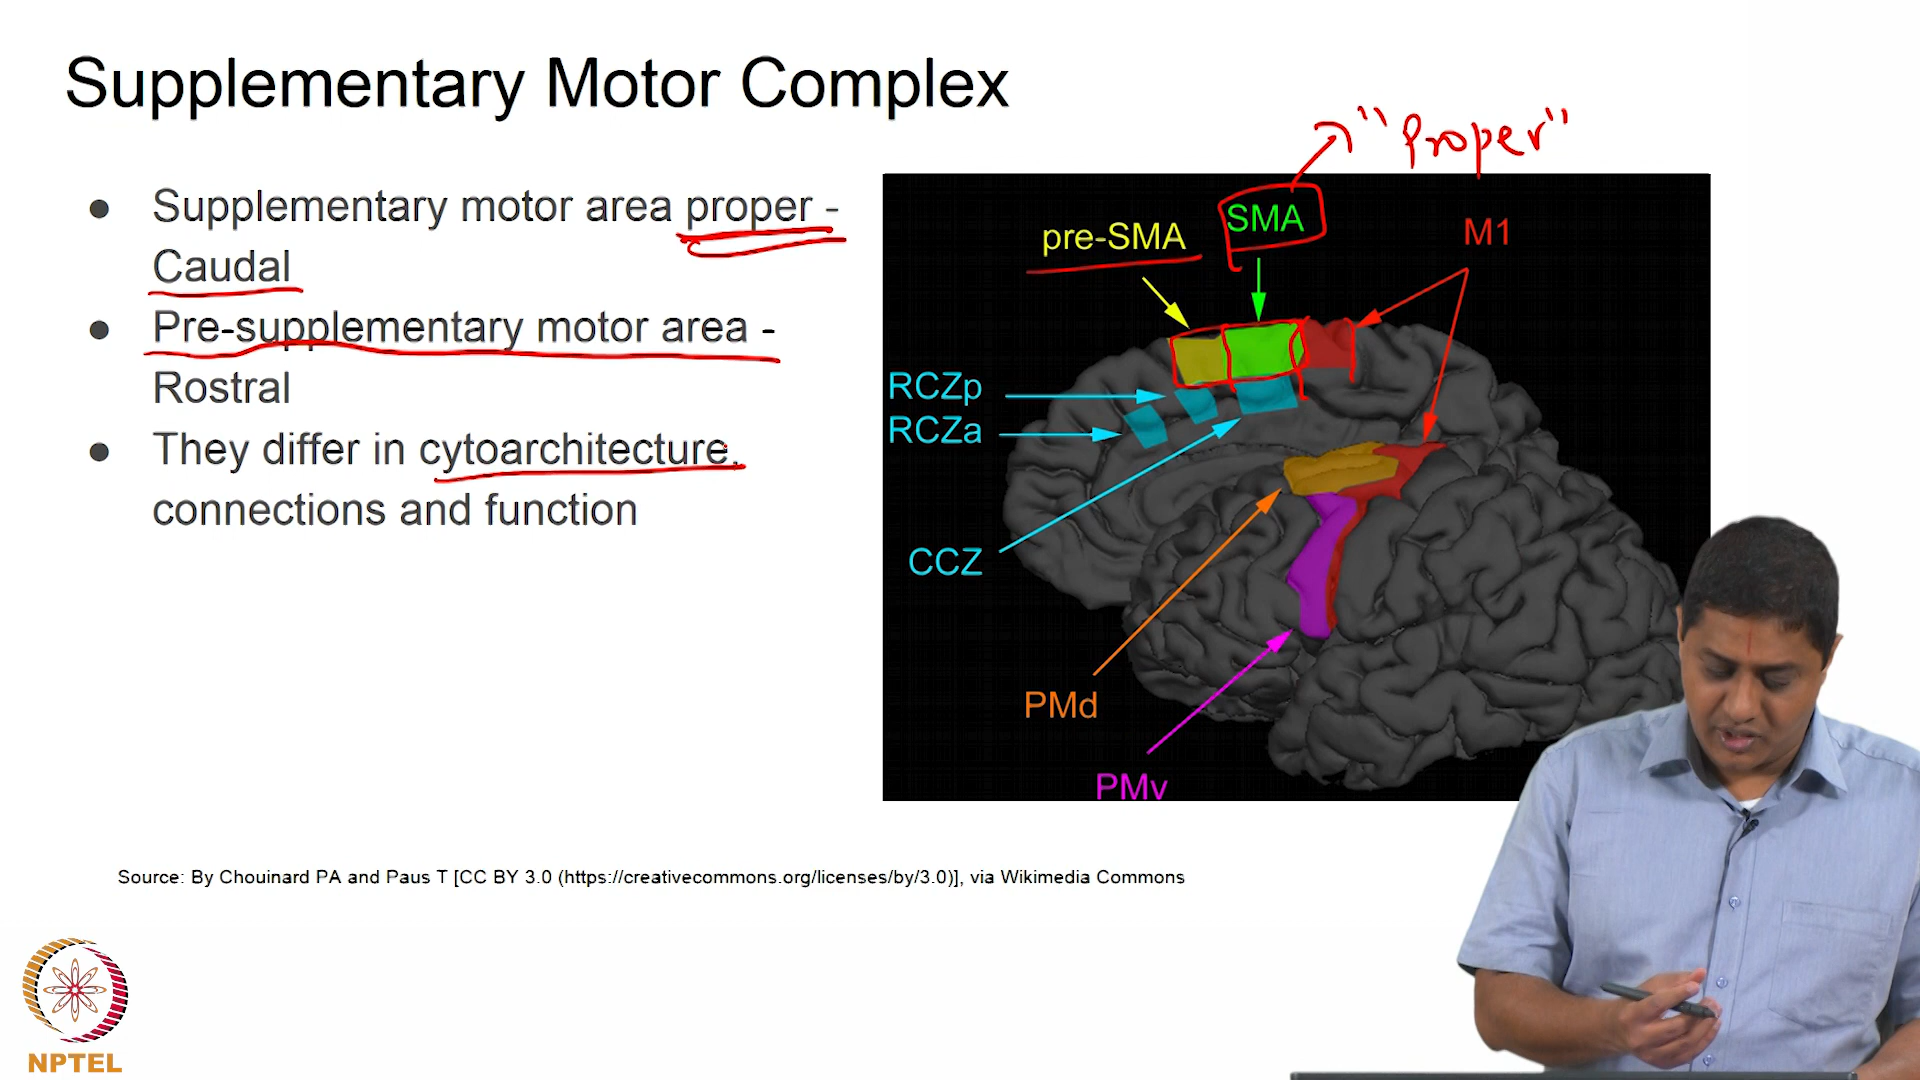 Supplementary Motor Complex
● Supplementary motor area proper -
Caudal
● Pre-supplementary motor area -
Rostral
● They differ in cytoarchitecture,
connections and function
"Proper"
pre-SMA
SMA
M1
RCZp
RCZa
CCZ
PMd
PMv
Source: By Chouinard PA and Paus T [CC BY 3.0 (https://creativecommons.org/licenses/by/3.0)], via Wikimedia Commons
NPTEL